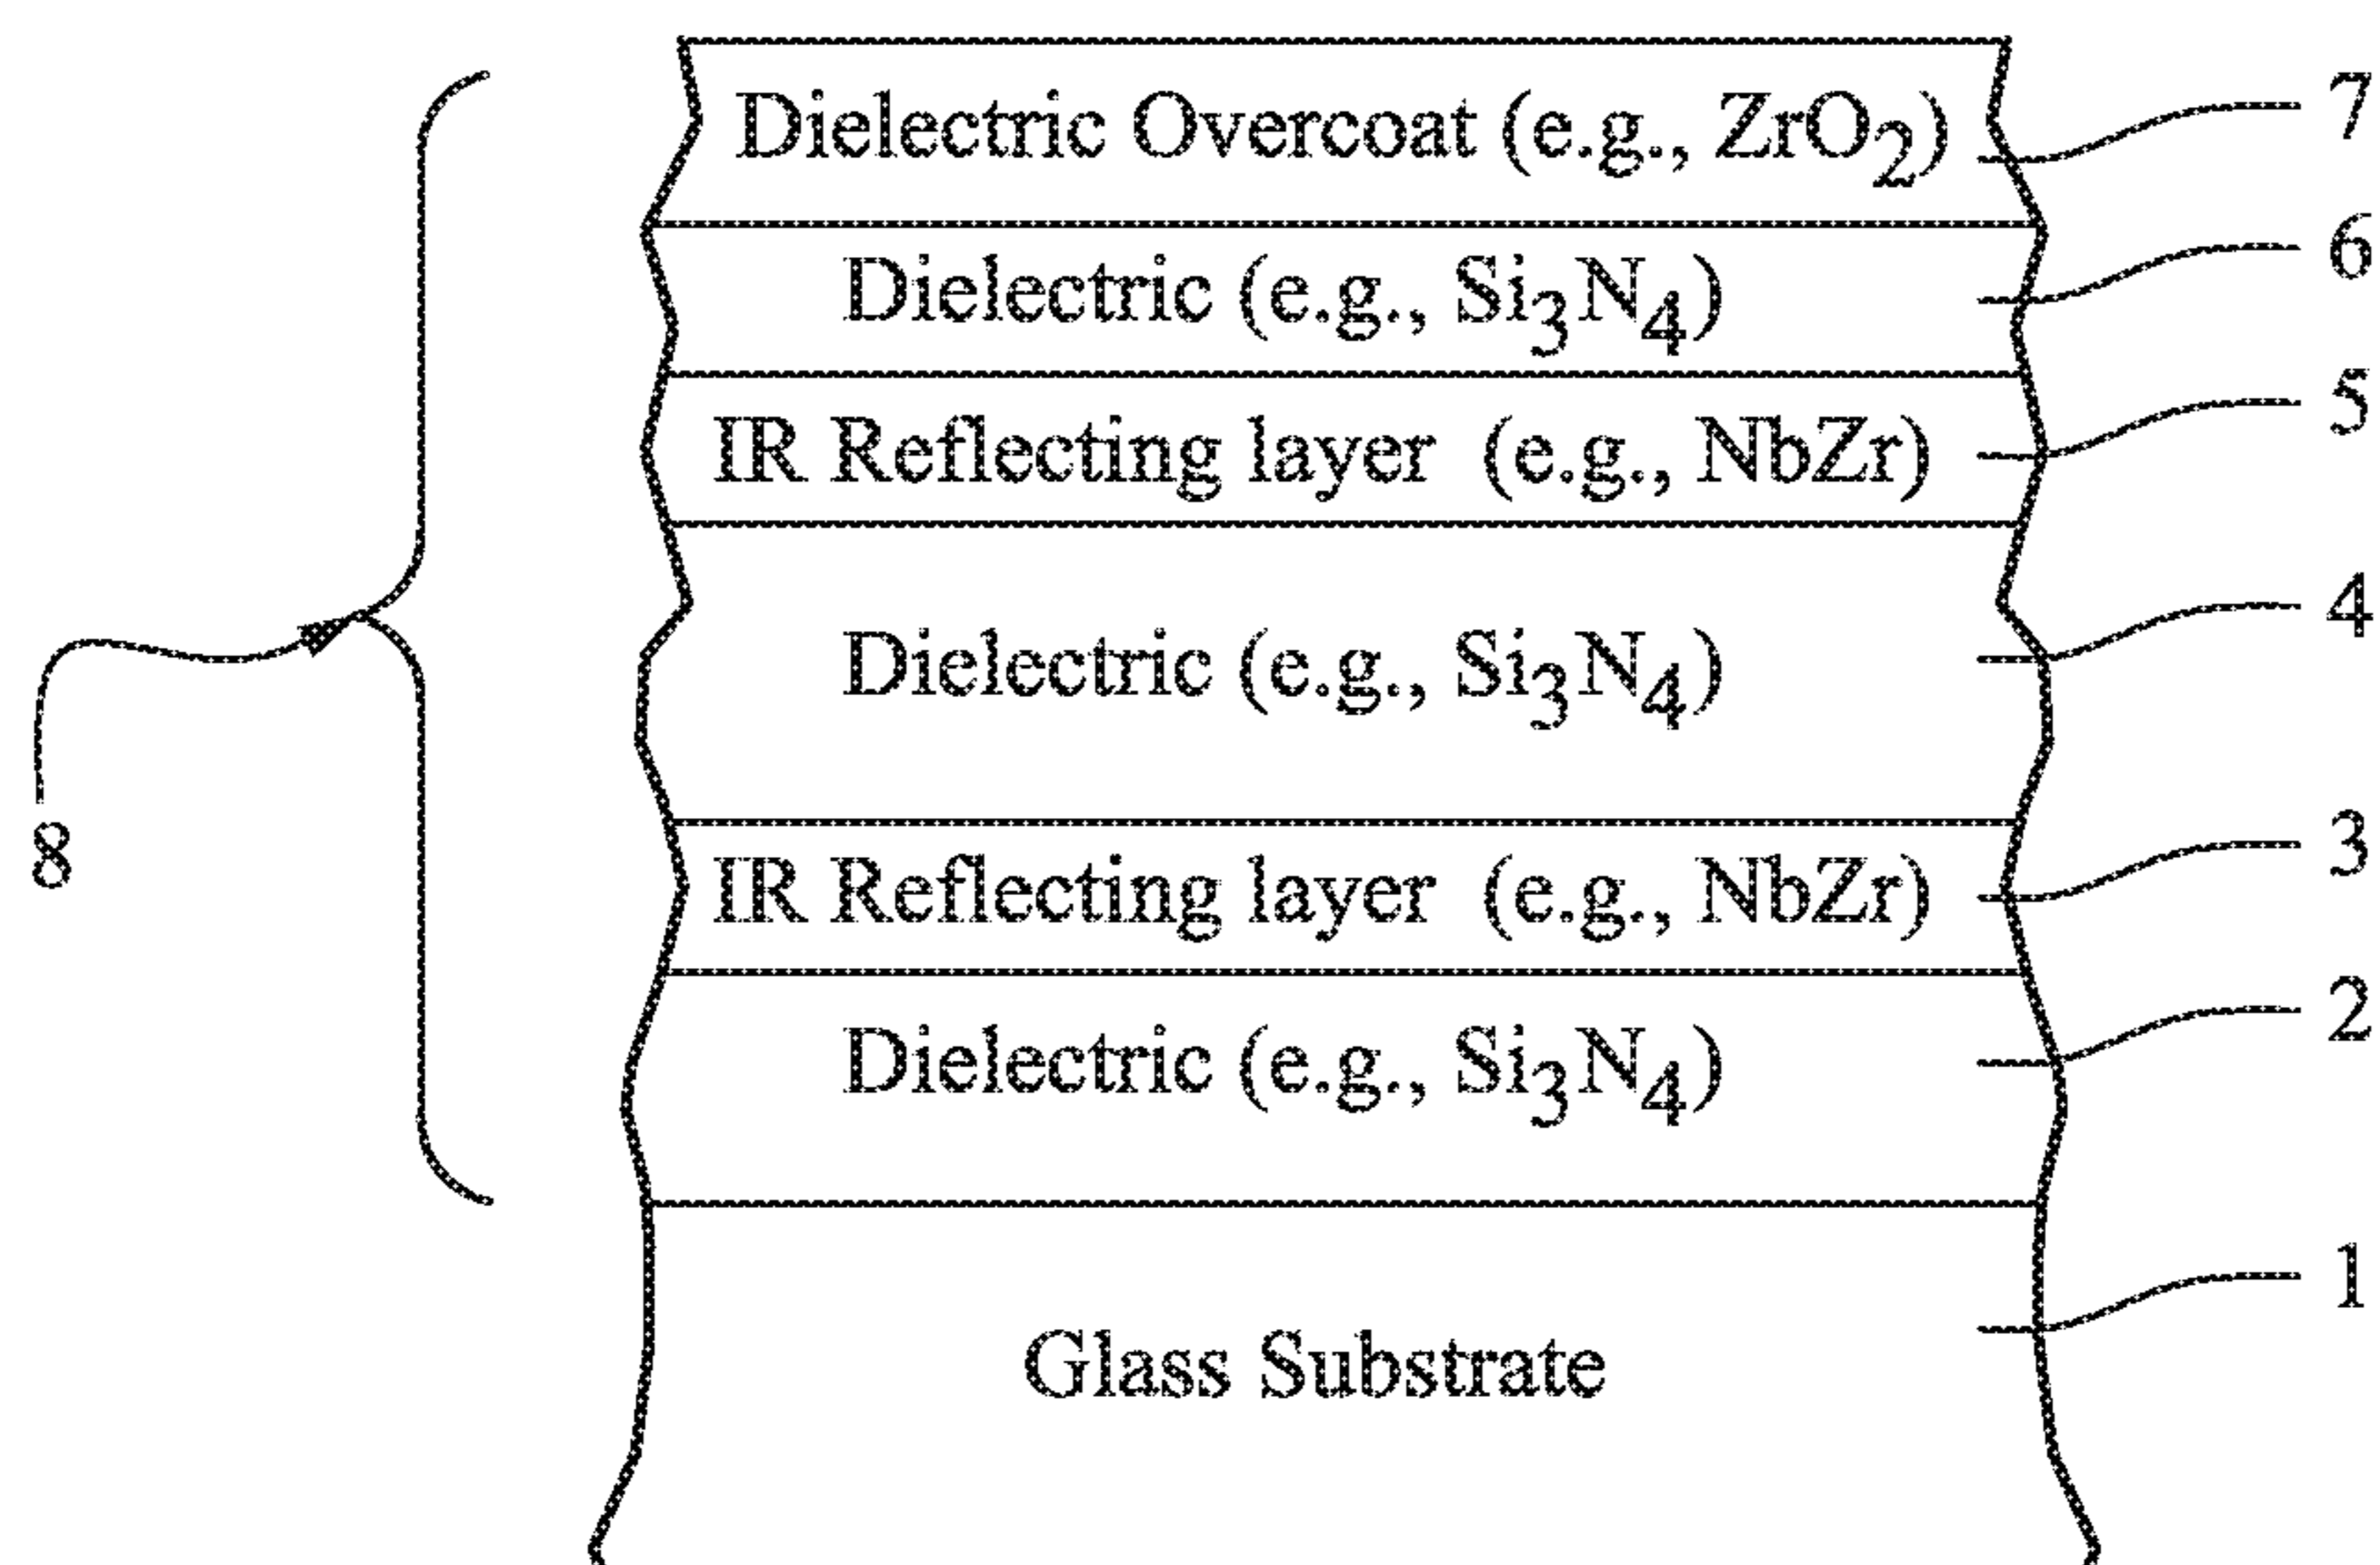 Dielectric Overcoat (e.g., ZrO₂) 7
Dielectric (e.g., Si₃N₄) 6
IR Reflecting layer (e.g., NbZr) 5
Dielectric (e.g., Si₃N₄) 4
8
IR Reflecting layer (e.g., NbZr) 3
Dielectric (e.g., Si₃N₄) 2
Glass Substrate 1